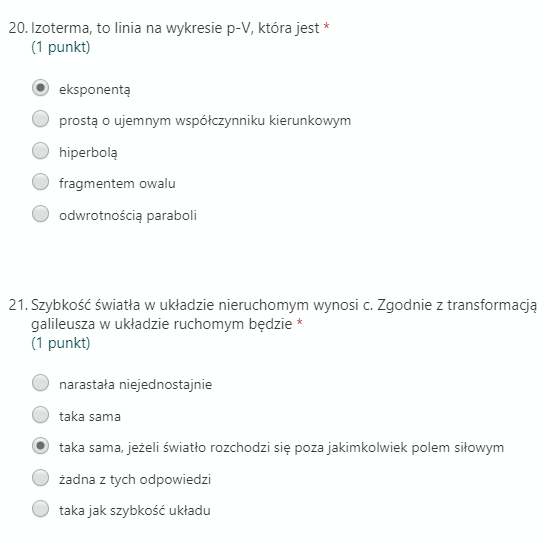 20. Izoterma, to linia na wykresie p-V, która jest *
(1 punkt)
eksponentą
prostą o ujemnym współczynniku kierunkowym
hiperbolą
fragmentem owalu
odwrotnością paraboli
21. Szybkość światła w układzie nieruchomym wynosi c. Zgodnie z transformacją
galileusza w układzie ruchomym będzie *
(1 punkt)
narastała niejednostajnie
taka sama
taka sama, jeżeli światło rozchodzi się poza jakimkolwiek polem siłowym
żadna z tych odpowiedzi
taka jak szybkość układu